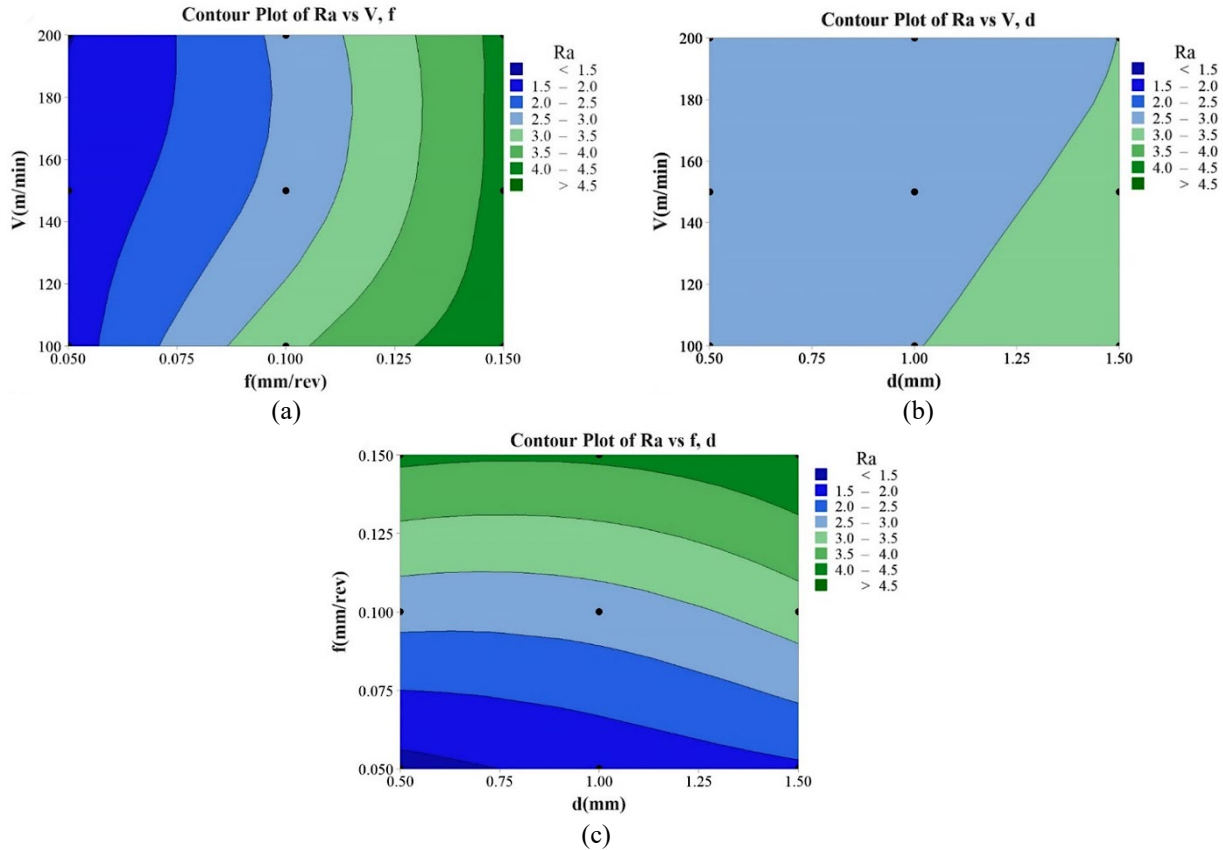 Contour Plot of Ra vs V, f
Ra
< 1.5
1.5 – 2.0
2.0 – 2.5
2.5 – 3.0
3.0 – 3.5
3.5 – 4.0
4.0 – 4.5
> 4.5
200
180
160
140
120
100
V(m/min)
0.050
0.075
0.100
0.125
0.150
f(mm/rev)
(a)
Contour Plot of Ra vs V, d
Ra
< 1.5
1.5 – 2.0
2.0 – 2.5
2.5 – 3.0
3.0 – 3.5
3.5 – 4.0
4.0 – 4.5
> 4.5
200
180
160
140
120
100
V(m/min)
0.50
0.75
1.00
1.25
1.50
d(mm)
(b)
Contour Plot of Ra vs f, d
Ra
< 1.5
1.5 – 2.0
2.0 – 2.5
2.5 – 3.0
3.0 – 3.5
3.5 – 4.0
4.0 – 4.5
> 4.5
0.150
0.125
0.100
0.075
0.050
f(mm/rev)
0.50
0.75
1.00
1.25
1.50
d(mm)
(c)